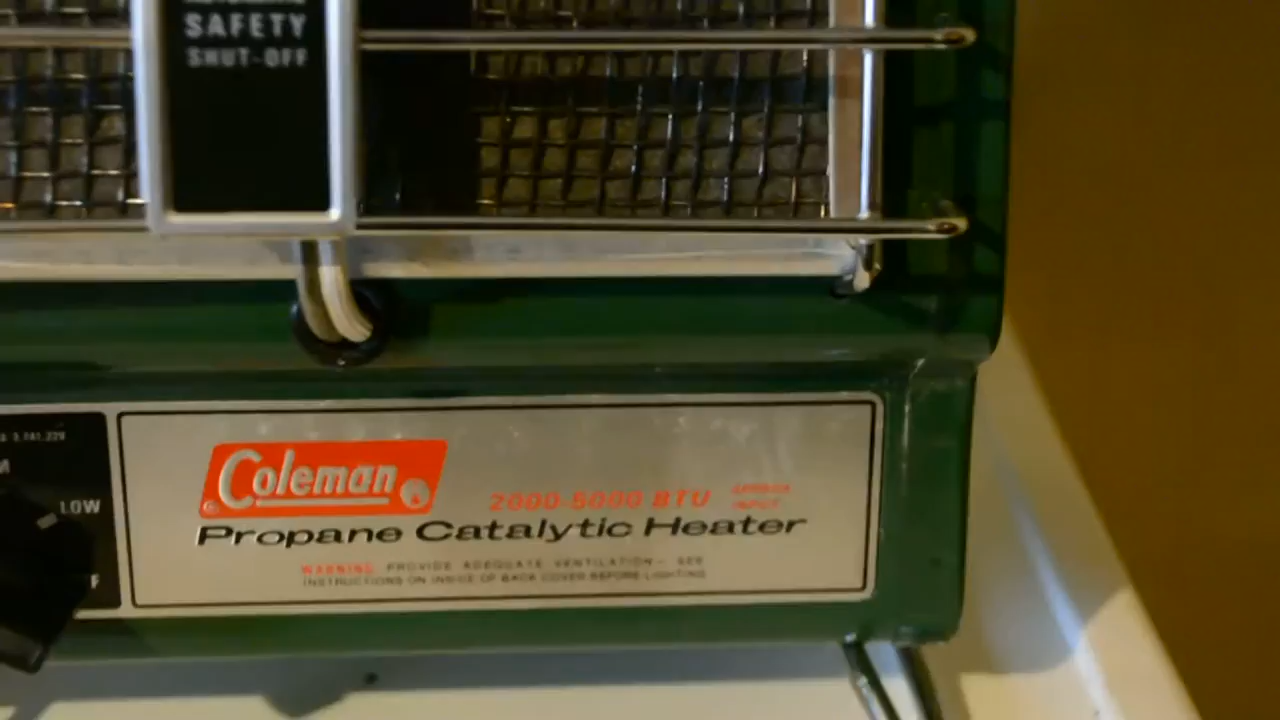 SAFETY
SHUT-OFF
LOW
Coleman
2000-5000 BTU
INPUT
Propane Catalytic Heater
WARNING PROVIDE ADEQUATE VENTILATION - SEE
INSTRUCTIONS ON INSIDE OF BACK COVER BEFORE LIGHTING